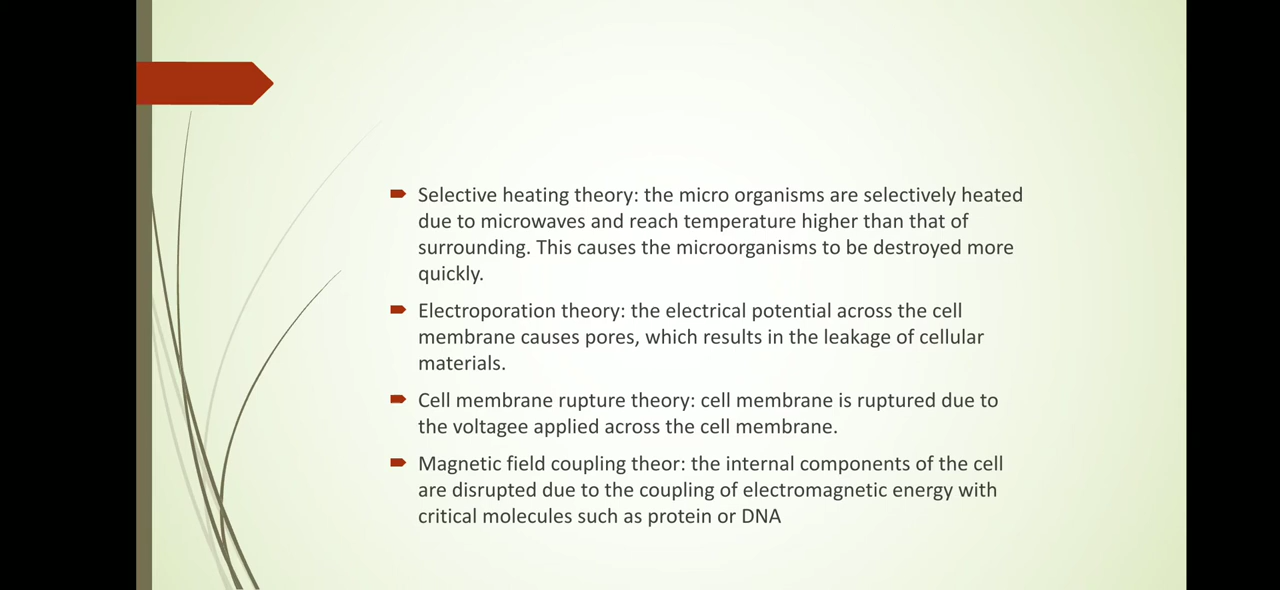 Selective heating theory: the micro organisms are selectively heated
due to microwaves and reach temperature higher than that of
surrounding. This causes the microorganisms to be destroyed more
quickly.
Electroporation theory: the electrical potential across the cell
membrane causes pores, which results in the leakage of cellular
materials.
Cell membrane rupture theory: cell membrane is ruptured due to
the voltagee applied across the cell membrane.
Magnetic field coupling theor: the internal components of the cell
are disrupted due to the coupling of electromagnetic energy with
critical molecules such as protein or DNA